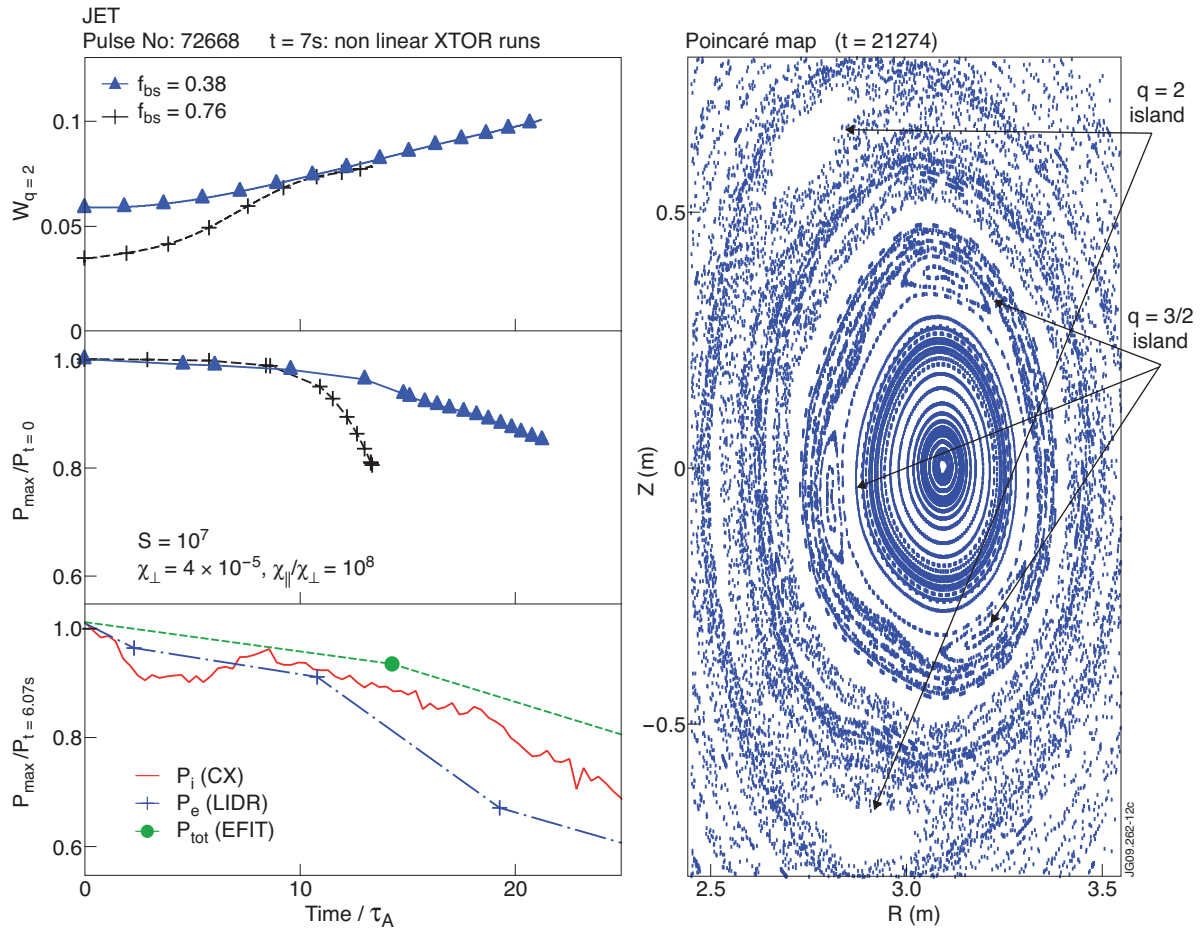 JET
Pulse No: 72668 t = 7s: non linear XTOR runs
f_bs = 0.38
f_bs = 0.76
0.1
0.05
0
W_q = 2
1.0
0.8
0.6
P_max /P_t = 0
S = 10⁷
χ_⊥ = 4 × 10⁻⁵, χ_∥/χ_⊥ = 10⁸
1.0
0.8
0.6
P_max /P_t = 6.07s
P_i (CX)
P_e (LIDR)
P_tot (EFIT)
0 10 20
Time / τ_A
Poincaré map (t = 21274)
q = 2
island
q = 3/2
island
0.5
0
−0.5
Z (m)
2.5 3.0 3.5
R (m)
JG09.262-12c